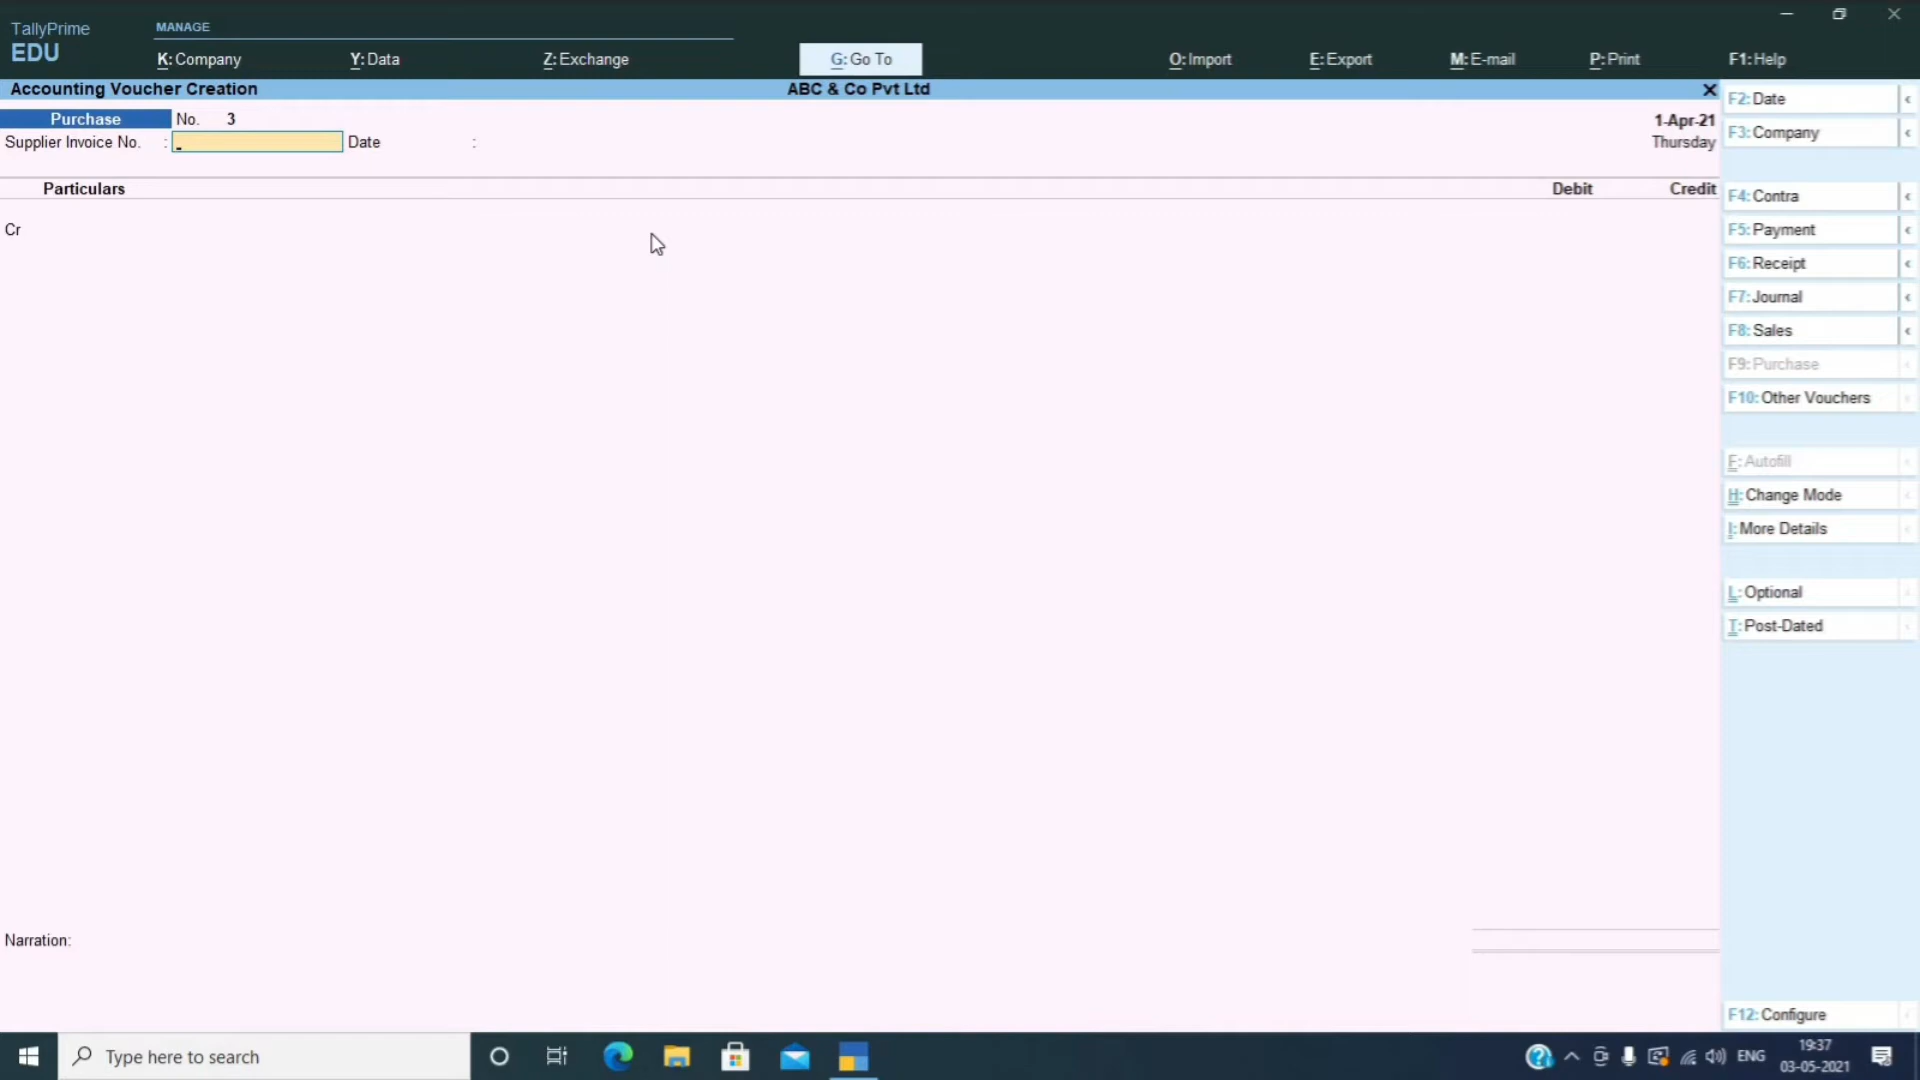 TallyPrime
EDU
MANAGE
K: Company
Y: Data
Z: Exchange
G: Go To
O: Import
E: Export
M: E-mail
P: Print
F1: Help
Accounting Voucher Creation
ABC & Co Pvt Ltd
Purchase No. 3
1-Apr-21
Supplier Invoice No. : Date :
Thursday
Particulars Debit Credit
Cr
Narration:
F2: Date
F3: Company
F4: Contra
F5: Payment
F6: Receipt
F7: Journal
F8: Sales
F9: Purchase
F10: Other Vouchers
F: Autofill
H: Change Mode
I: More Details
L: Optional
T: Post-Dated
F12: Configure
Type here to search
ENG
19:37
03-05-2021